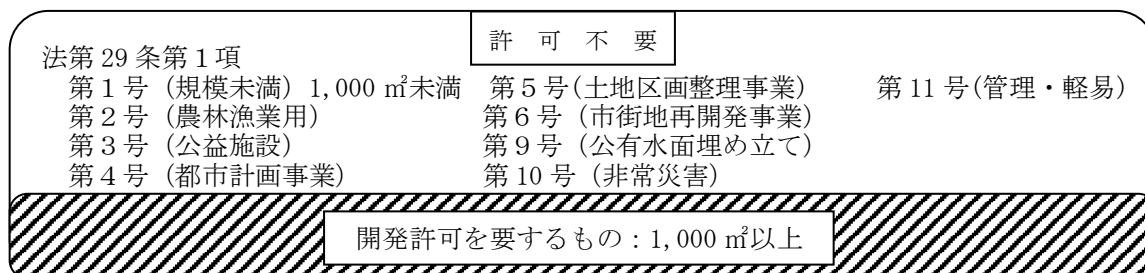 許 可 不 要
法第 29 条第１項
第１号（規模未満）1,000 ㎡未満　第５号(土地区画整理事業)　第 11 号(管理・軽易)
第２号（農林漁業用）　第６号（市街地再開発事業）
第３号（公益施設）　第９号（公有水面埋め立て）
第４号（都市計画事業）　第 10 号（非常災害）
開発許可を要するもの：1,000 ㎡以上